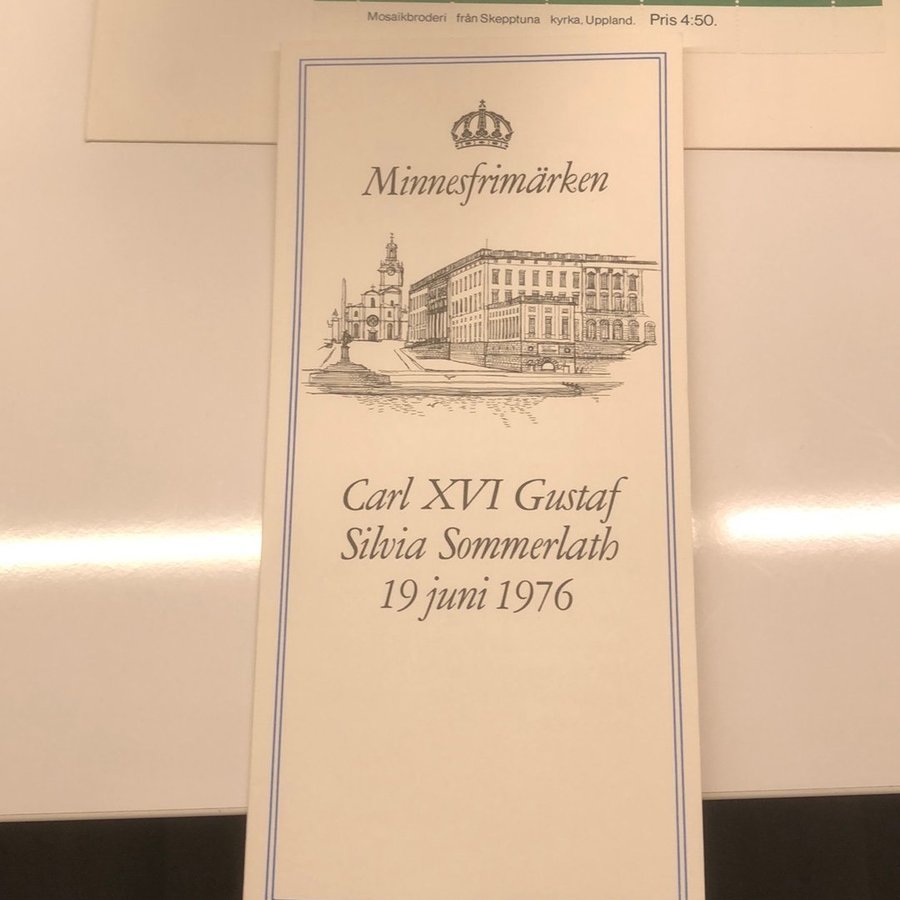 Mosaikbroderi från Skepptuna kyrka, Uppland. Pris 4:50.
Minnesfrimärken
Carl XVI Gustaf
Silvia Sommerlath
19 juni 1976